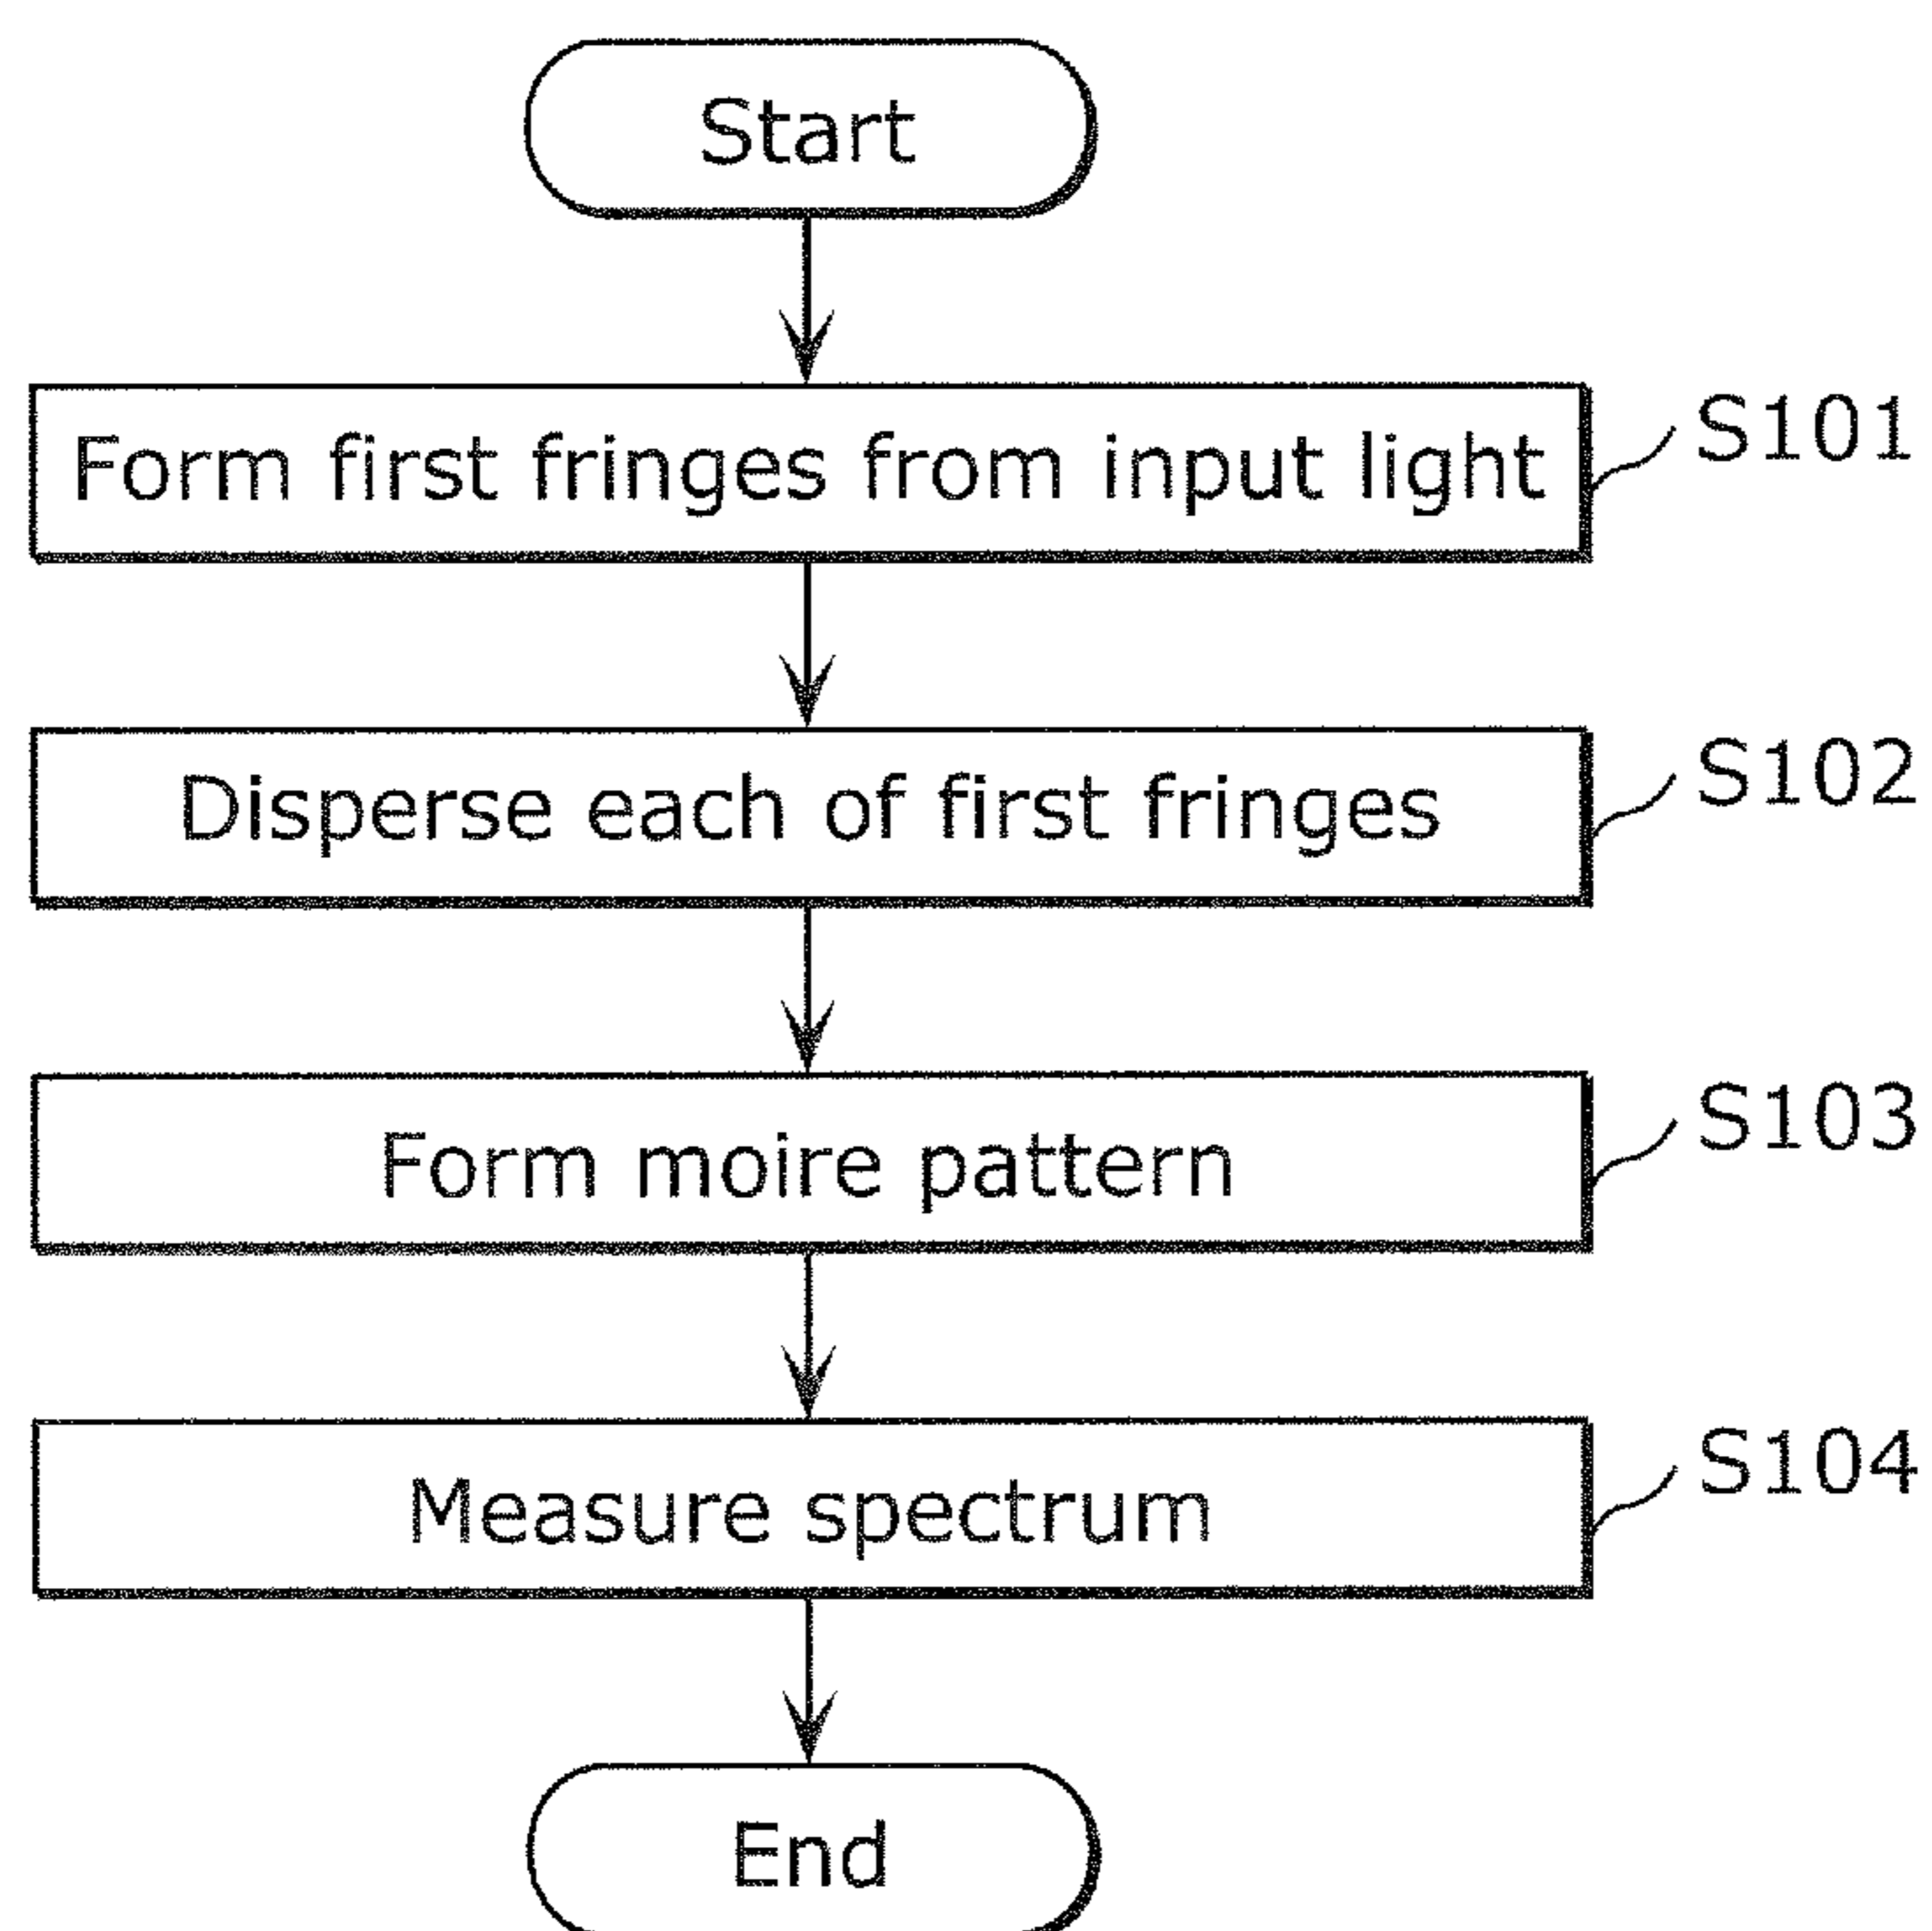 Start
Form first fringes from input light
S101
Disperse each of first fringes
S102
Form moire pattern
S103
Measure spectrum
S104
End